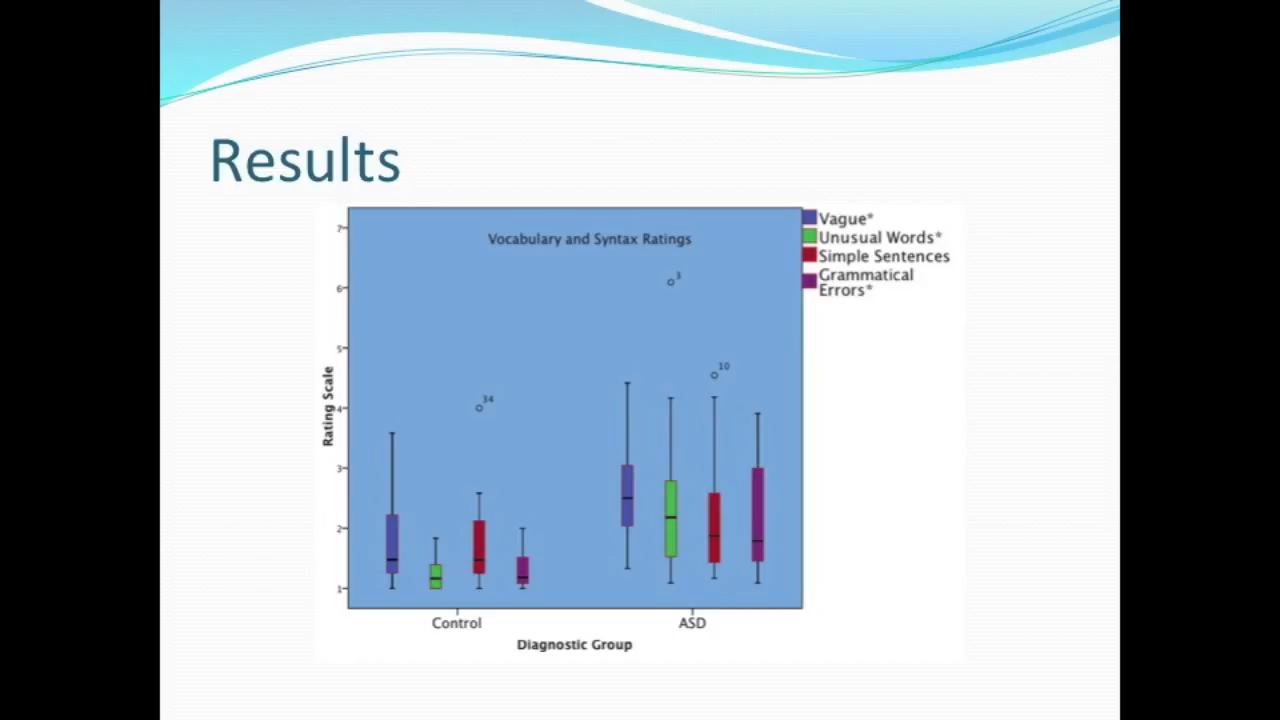 Results
Vocabulary and Syntax Ratings
Vague*
Unusual Words*
Simple Sentences
Grammatical
Errors*
Rating Scale
7
6
5
4
3
2
1
3
10
34
Control
ASD
Diagnostic Group